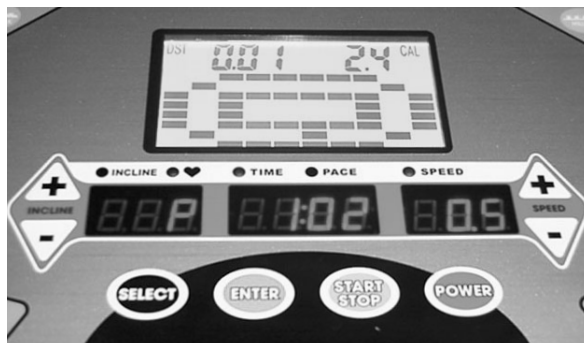 DST 0.01 2.4 CAL
INCLINE ♥ TIME PACE SPEED
INCLINE P 1:02 0.5 SPEED
SELECT ENTER START STOP POWER